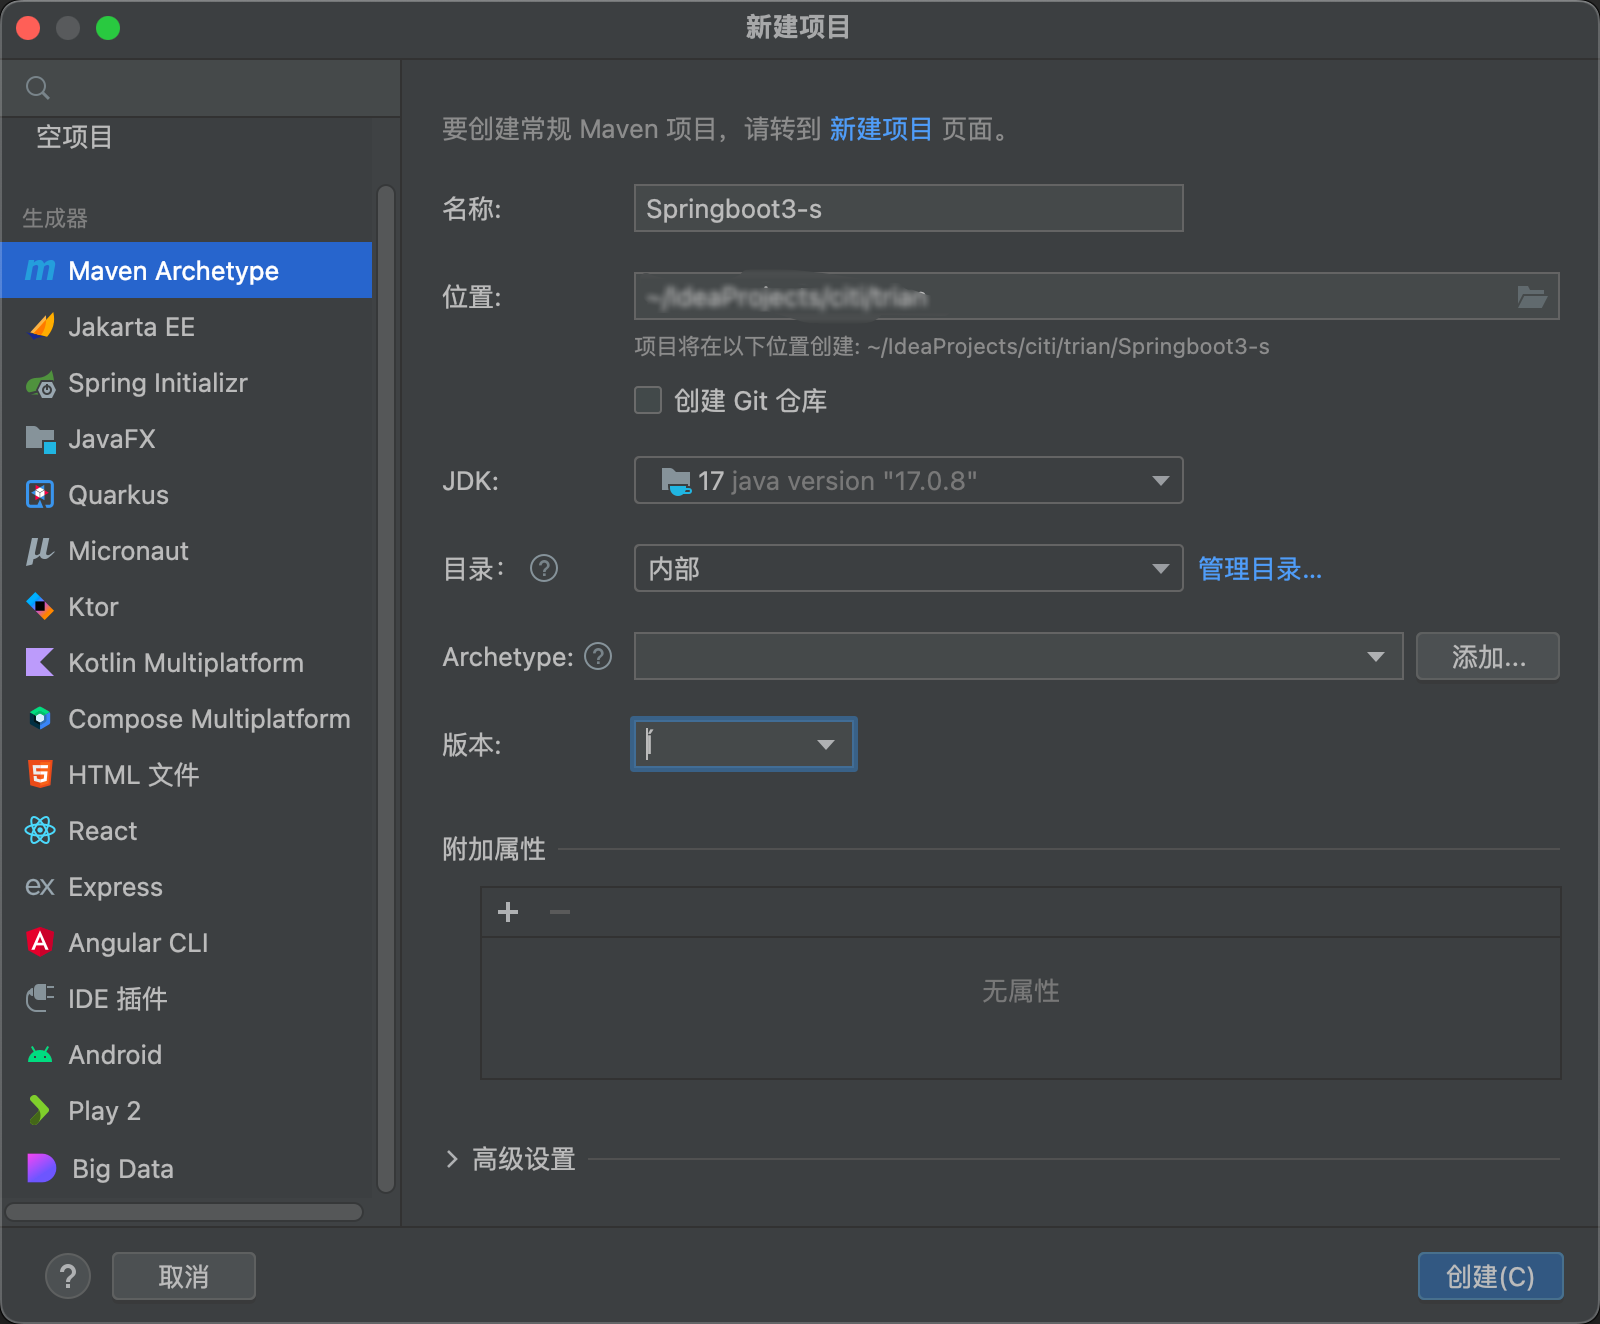 新建项目
空项目
生成器
Maven Archetype
Jakarta EE
Spring Initializr
JavaFX
Quarkus
Micronaut
Ktor
Kotlin Multiplatform
Compose Multiplatform
HTML 文件
React
Express
Angular CLI
IDE 插件
Android
Play 2
Big Data
要创建常规 Maven 项目，请转到 新建项目 页面。
名称: Springboot3-s
位置: ~/IdeaProjects/citi/trian
项目将在以下位置创建: ~/IdeaProjects/citi/trian/Springboot3-s
创建 Git 仓库
JDK: 17 java version "17.0.8"
目录: ? 内部 管理目录...
Archetype: ? 添加...
版本:
附加属性
+ −
无属性
高级设置
? 取消 创建(C)